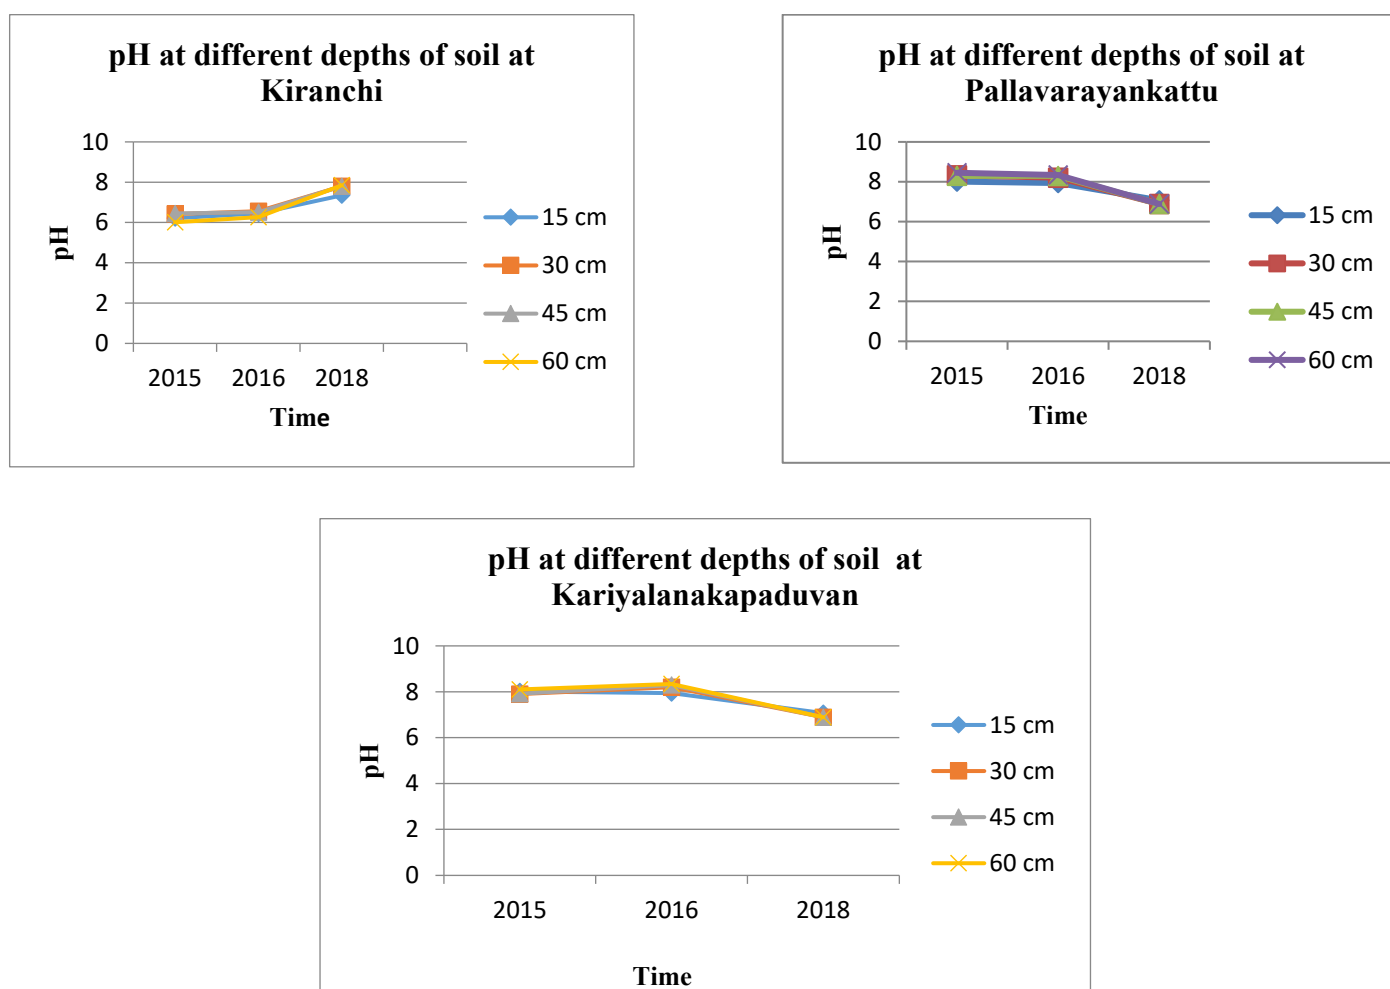 pH at different depths of soil at
Kiranchi
10
8
6
4
2
0
pH
2015 2016 2018
Time
15 cm
30 cm
45 cm
60 cm
pH at different depths of soil at
Pallavarayankattu
10
8
6
4
2
0
pH
2015 2016 2018
Time
15 cm
30 cm
45 cm
60 cm
pH at different depths of soil at
Kariyalanakapaduvan
10
8
6
4
2
0
pH
2015 2016 2018
Time
15 cm
30 cm
45 cm
60 cm